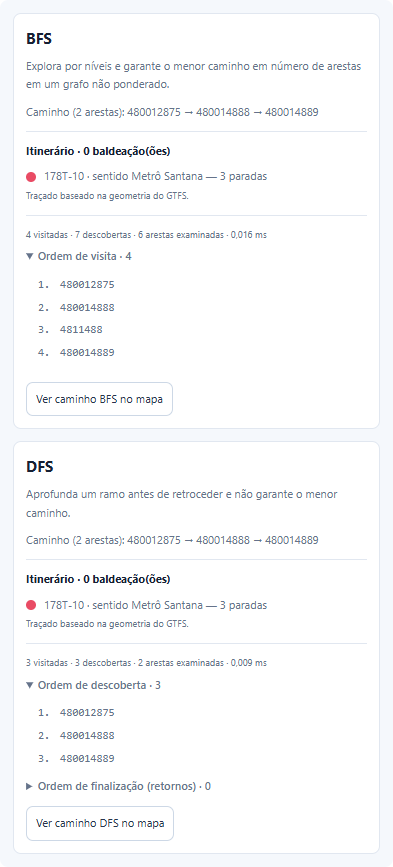 BFS
Explora por níveis e garante o menor caminho em número de arestas
em um grafo não ponderado.
Caminho (2 arestas): 480012875 → 480014888 → 480014889
Itinerário · 0 baldeação(ões)
178T-10 · sentido Metrô Santana — 3 paradas
Traçado baseado na geometria do GTFS.
4 visitadas · 7 descobertas · 6 arestas examinadas · 0,016 ms
▼ Ordem de visita · 4
1. 480012875
2. 480014888
3. 4811488
4. 480014889
Ver caminho BFS no mapa
DFS
Aprofunda um ramo antes de retroceder e não garante o menor
caminho.
Caminho (2 arestas): 480012875 → 480014888 → 480014889
Itinerário · 0 baldeação(ões)
178T-10 · sentido Metrô Santana — 3 paradas
Traçado baseado na geometria do GTFS.
3 visitadas · 3 descobertas · 2 arestas examinadas · 0,009 ms
▼ Ordem de descoberta · 3
1. 480012875
2. 480014888
3. 480014889
▶ Ordem de finalização (retornos) · 0
Ver caminho DFS no mapa